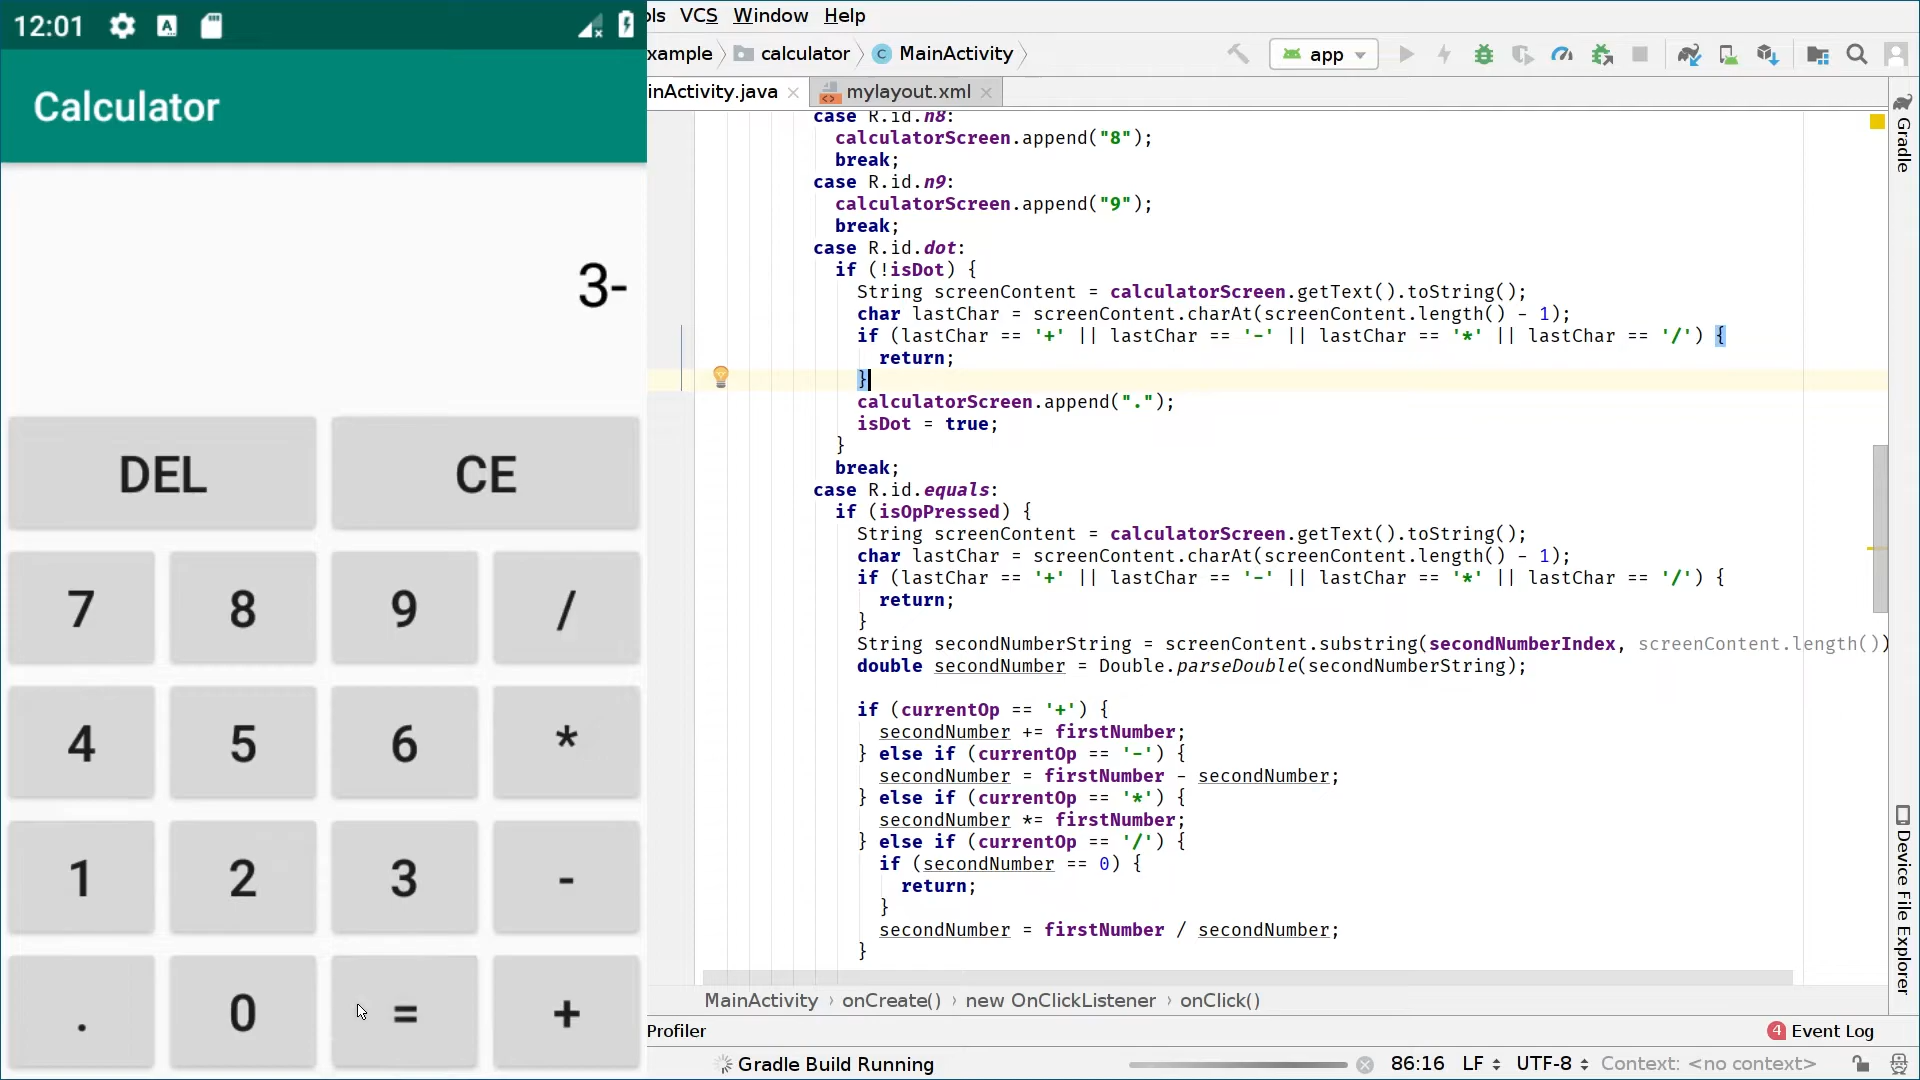 12:01
Calculator
3-
DEL CE
7 8 9 /
4 5 6 *
1 2 3 -
. 0 = +
ls VCS Window Help
xample calculator C MainActivity app
inActivity.java mylayout.xml
case R.id.n8:
calculatorScreen.append("8");
break;
case R.id.n9:
calculatorScreen.append("9");
break;
case R.id.dot:
if (!isDot) {
String screenContent = calculatorScreen.getText().toString();
char lastChar = screenContent.charAt(screenContent.length() - 1);
if (lastChar == '+' || lastChar == '-' || lastChar == '*' || lastChar == '/') {
return;
}
calculatorScreen.append(".");
isDot = true;
}
break;
case R.id.equals:
if (isOpPressed) {
String screenContent = calculatorScreen.getText().toString();
char lastChar = screenContent.charAt(screenContent.length() - 1);
if (lastChar == '+' || lastChar == '-' || lastChar == '*' || lastChar == '/') {
return;
}
String secondNumberString = screenContent.substring(secondNumberIndex, screenContent.length())
double secondNumber = Double.parseDouble(secondNumberString);
if (currentOp == '+') {
secondNumber += firstNumber;
} else if (currentOp == '-') {
secondNumber = firstNumber - secondNumber;
} else if (currentOp == '*') {
secondNumber *= firstNumber;
} else if (currentOp == '/') {
if (secondNumber == 0) {
return;
}
secondNumber = firstNumber / secondNumber;
}
MainActivity › onCreate() › new OnClickListener › onClick()
Profiler
4 Event Log
Gradle Build Running 86:16 LF UTF-8 Context: <no context>
Gradle
Device File Explorer